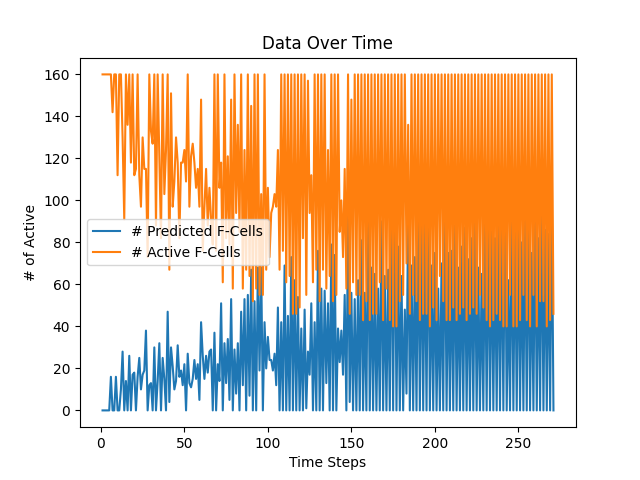 Data Over Time
# of Active
160
140
120
100
80
60
40
20
0
# Predicted F-Cells
# Active F-Cells
0 50 100 150 200 250
Time Steps